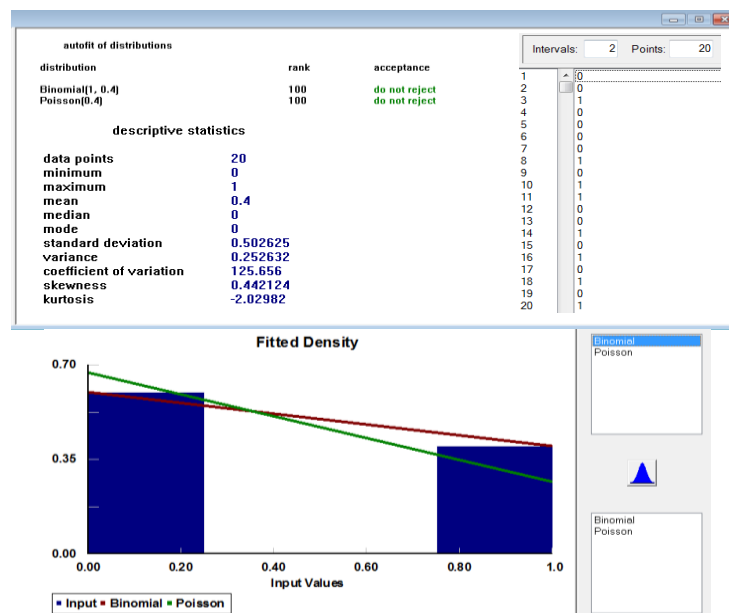 autofit of distributions
distribution rank acceptance
Binomial(1, 0.4) 100 do not reject
Poisson(0.4) 100 do not reject
descriptive statistics
data points 20
minimum 0
maximum 1
mean 0.4
median 0
mode 0
standard deviation 0.502625
variance 0.252632
coefficient of variation 125.656
skewness 0.442124
kurtosis -2.02982
Intervals: 2 Points: 20
1 0
2 0
3 1
4 0
5 0
6 0
7 0
8 1
9 0
10 1
11 1
12 0
13 0
14 1
15 0
16 1
17 0
18 1
19 0
20 1
Fitted Density
0.70
0.35
0.00
0.00 0.20 0.40 0.60 0.80 1.0
Input Values
Input Binomial Poisson
Binomial
Poisson
Binomial
Poisson